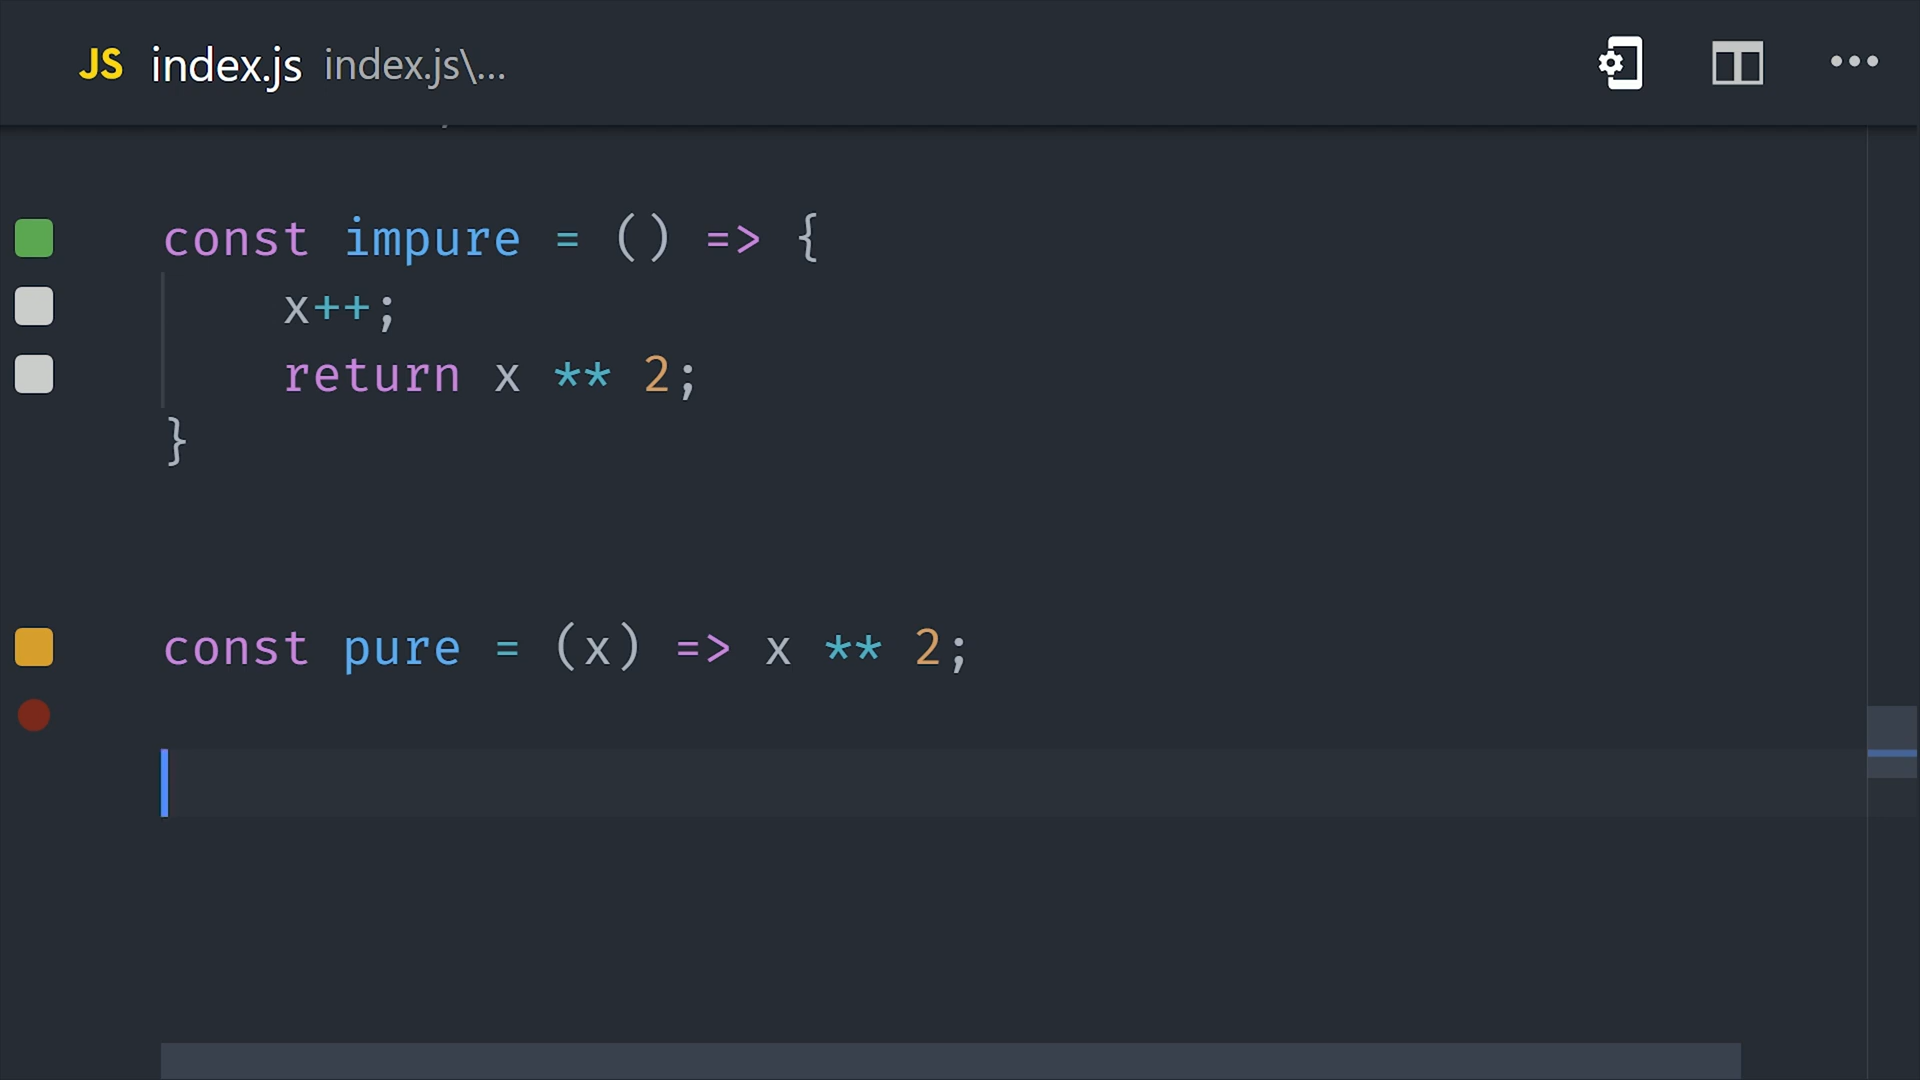 JS index.js index.js\...
const impure = () => {
x++;
return x ** 2;
}
const pure = (x) => x ** 2;